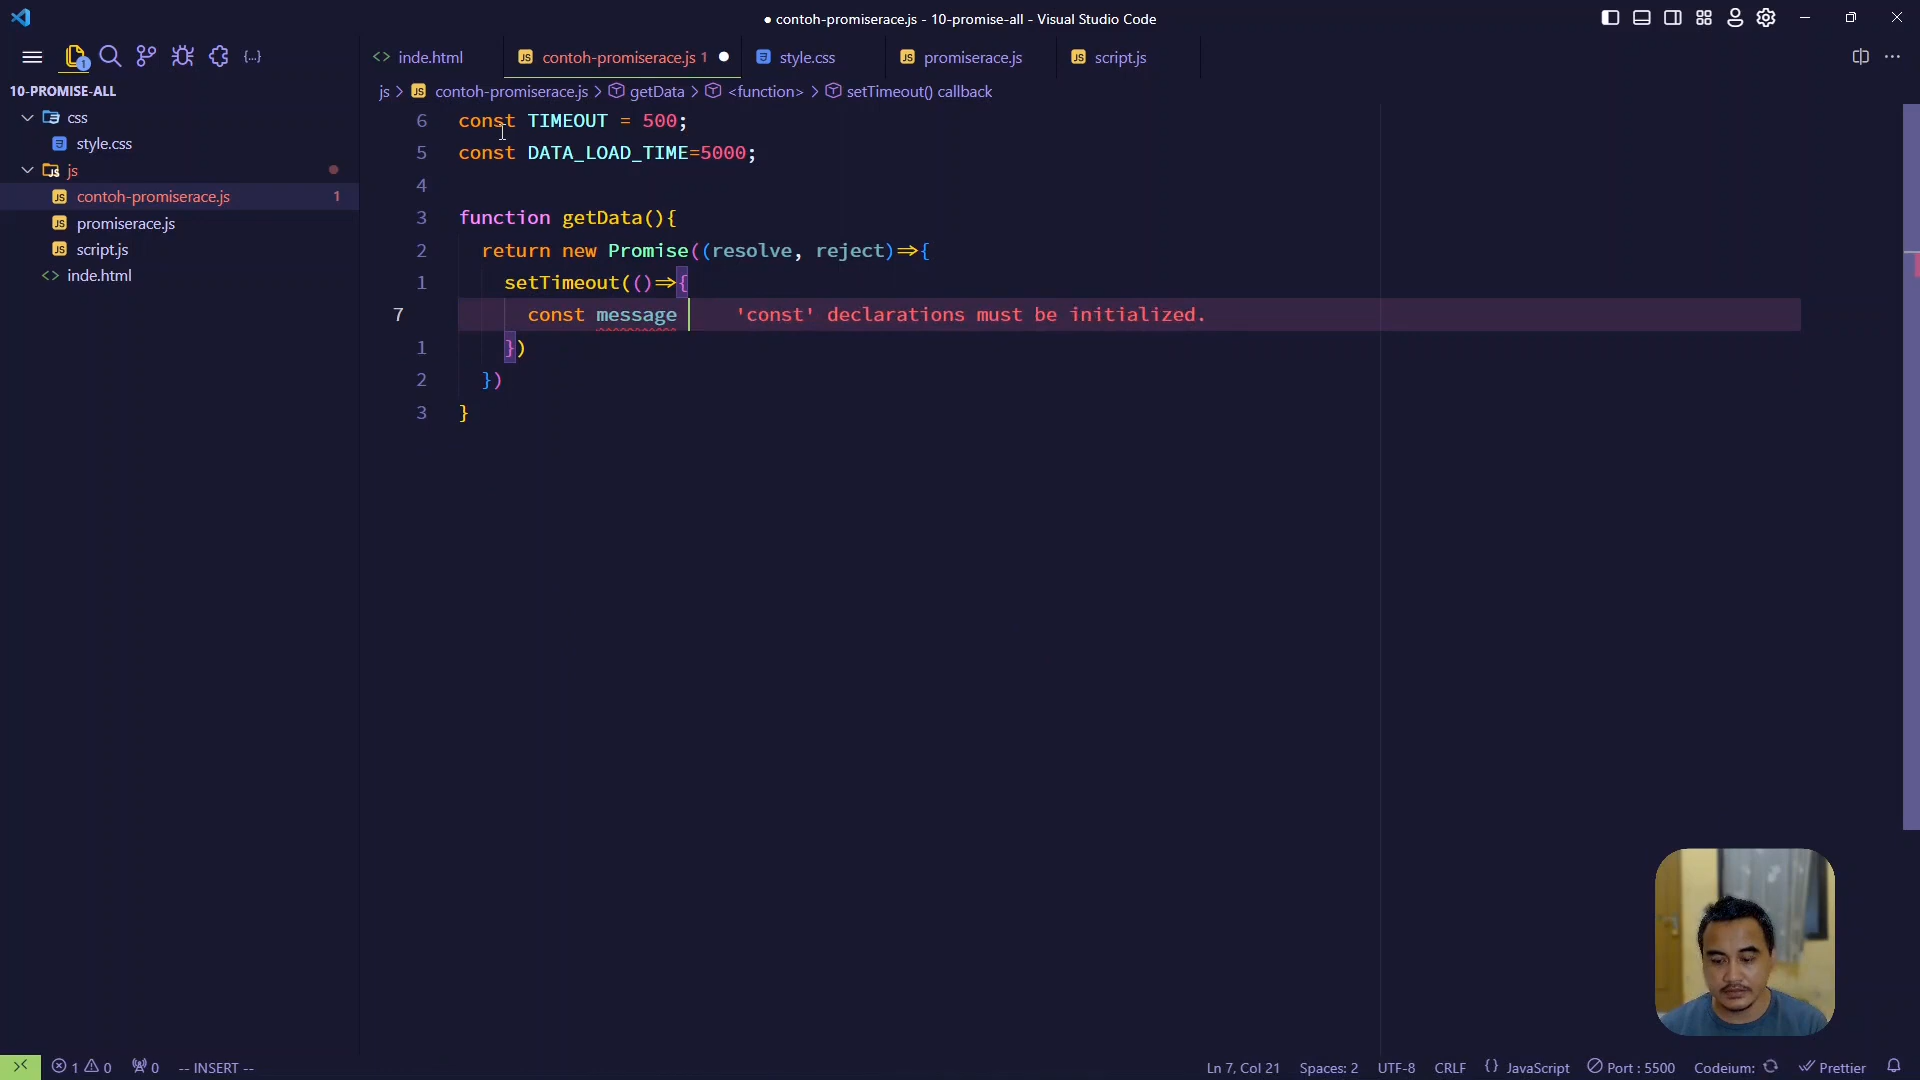 ● contoh-promiserace.js - 10-promise-all - Visual Studio Code
1
{...}
10-PROMISE-ALL
css
style.css
js
contoh-promiserace.js 1
promiserace.js
script.js
inde.html
inde.html
contoh-promiserace.js 1
style.css
promiserace.js
script.js
js > contoh-promiserace.js > getData > <function> > setTimeout() callback
6 const TIMEOUT = 500;
5 const DATA_LOAD_TIME=5000;
4
3 function getData(){
2 return new Promise((resolve, reject)=>{
1 setTimeout(()=>{
7 const message 'const' declarations must be initialized.
1 })
2 })
3 }
1 0 0 -- INSERT --
Ln 7, Col 21 Spaces: 2 UTF-8 CRLF {} JavaScript Port : 5500 Codeium: Prettier